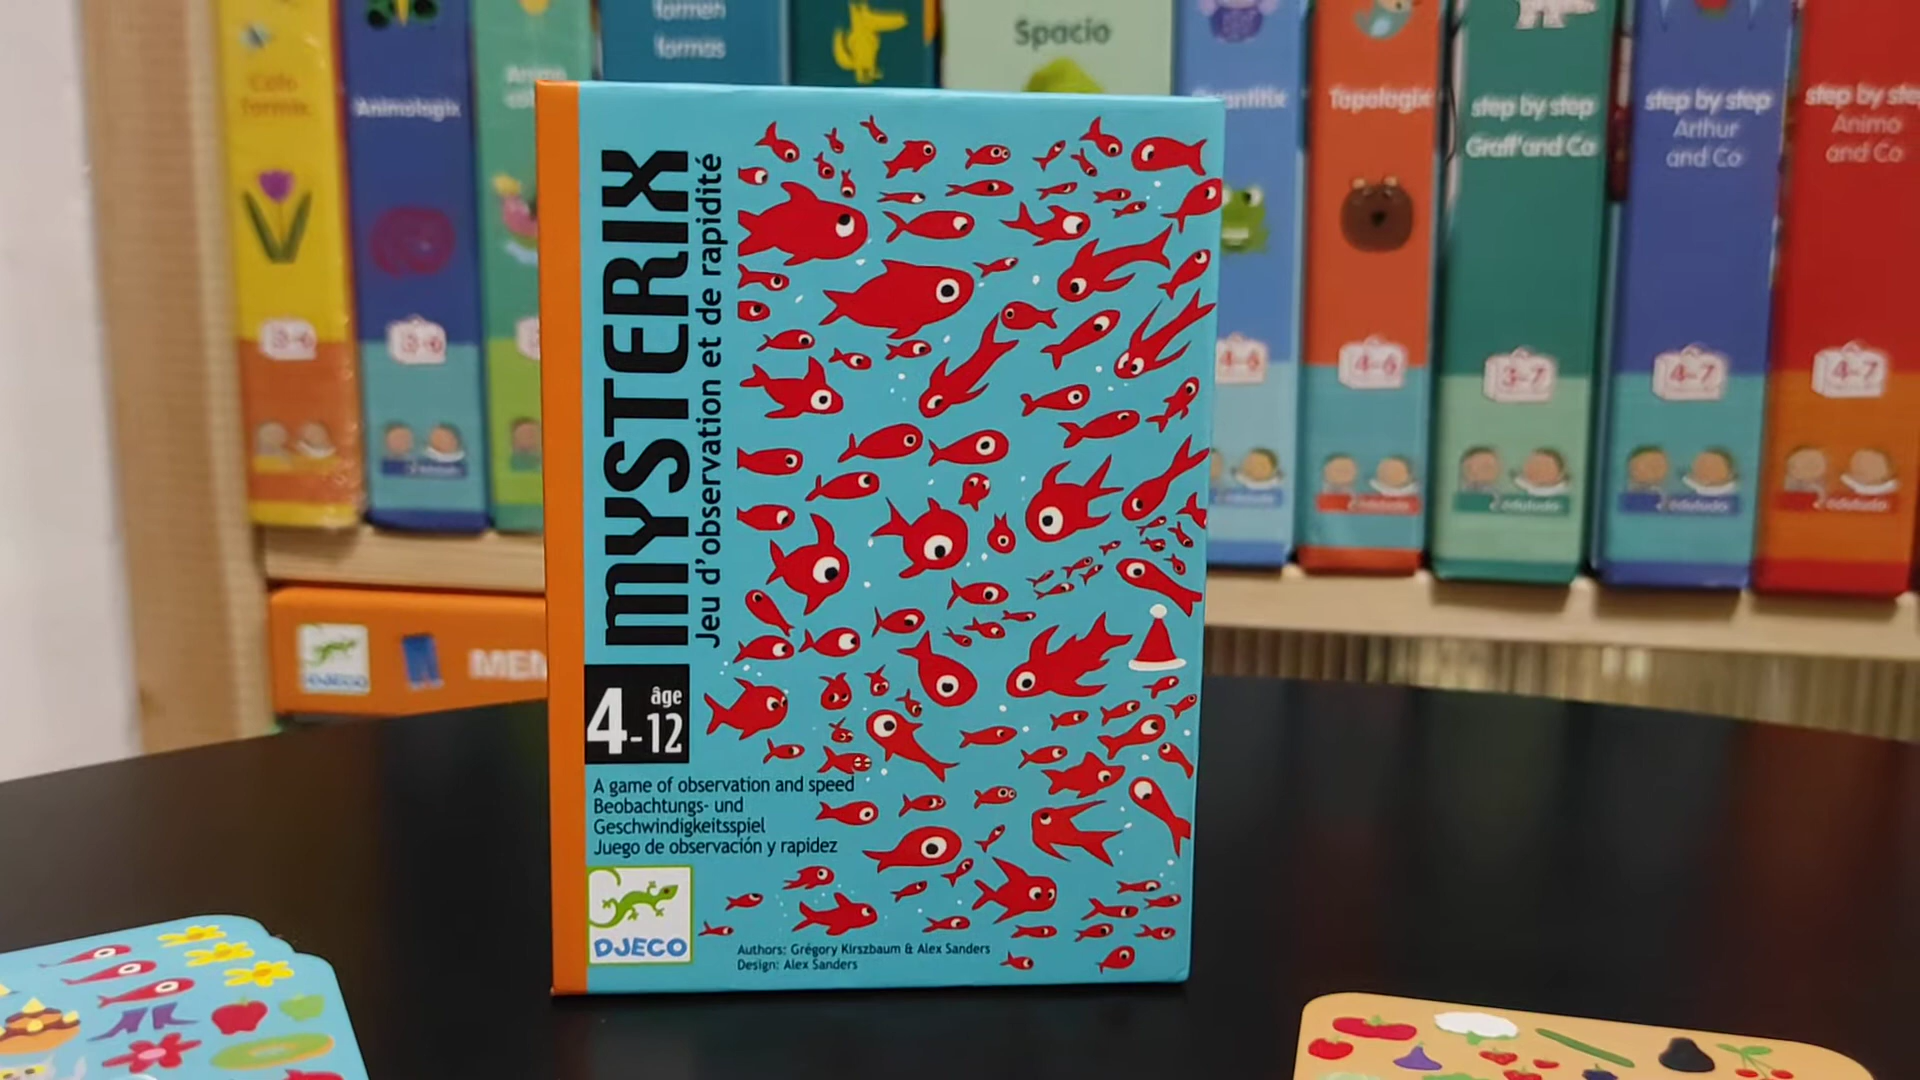 formen
formas
Spacio
Animologix
Topologix
step by step
Graff'and Co
step by step
Arthur
and Co
step by step
Animo
and Co
3-6
3-6
4-6
4-6
3-7
4-7
4-7
MYSTERIX
Jeu d'observation et de rapidité
âge
4-12
A game of observation and speed
Beobachtungs- und
Geschwindigkeitsspiel
Juego de observación y rapidez
DJECO
Authors: Grégory Kirszbaum & Alex Sanders
Design: Alex Sanders
DJECO